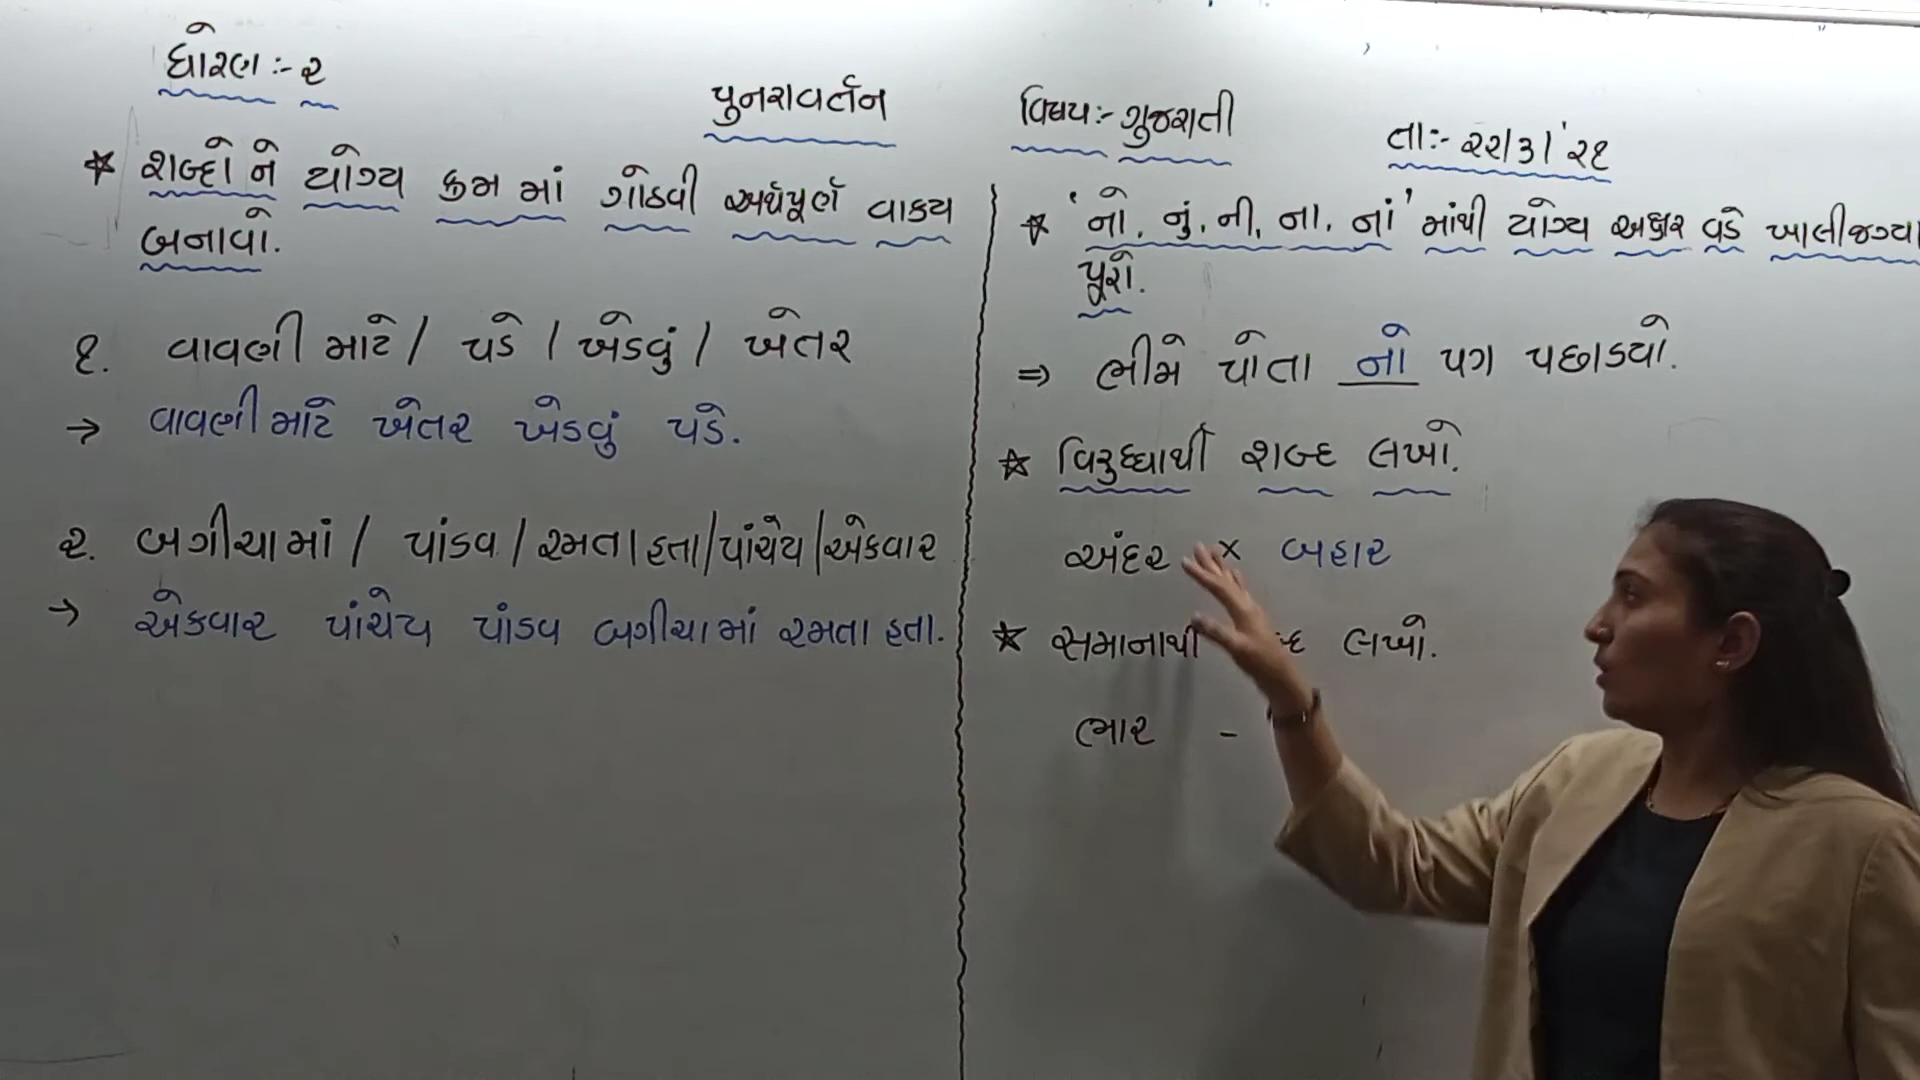 ધોરણ :- ૨
પુનરાવર્તન
વિષય:- ગુજરાતી
તા:- ૨૨/૩/'૨૧
* શબ્દો ને યોગ્ય ક્રમ માં ગોઠવી અર્થપૂર્ણ વાક્ય
બનાવો.
૧. વાવણી માટે / પડે / ખેડવું / ખેતર
→ વાવણી માટે ખેતર ખેડવું પડે.
૨. બગીચામાં / પાંડવ / રમતા હતા / પાંચેય / એકવાર
→ એકવાર પાંચેય પાંડવ બગીચામાં રમતા હતા.
* 'નો, નું, ની, ના, નાં' માંથી યોગ્ય અક્ષર વડે ખાલીજગ્યા
પૂરો.
⇒ ભીમે પોતા નો પગ પછાડયો.
* વિરુધ્ધાર્થી શબ્દ લખો.
અંદર × બહાર
* સમાનાર્થી લખો.
ભાર -